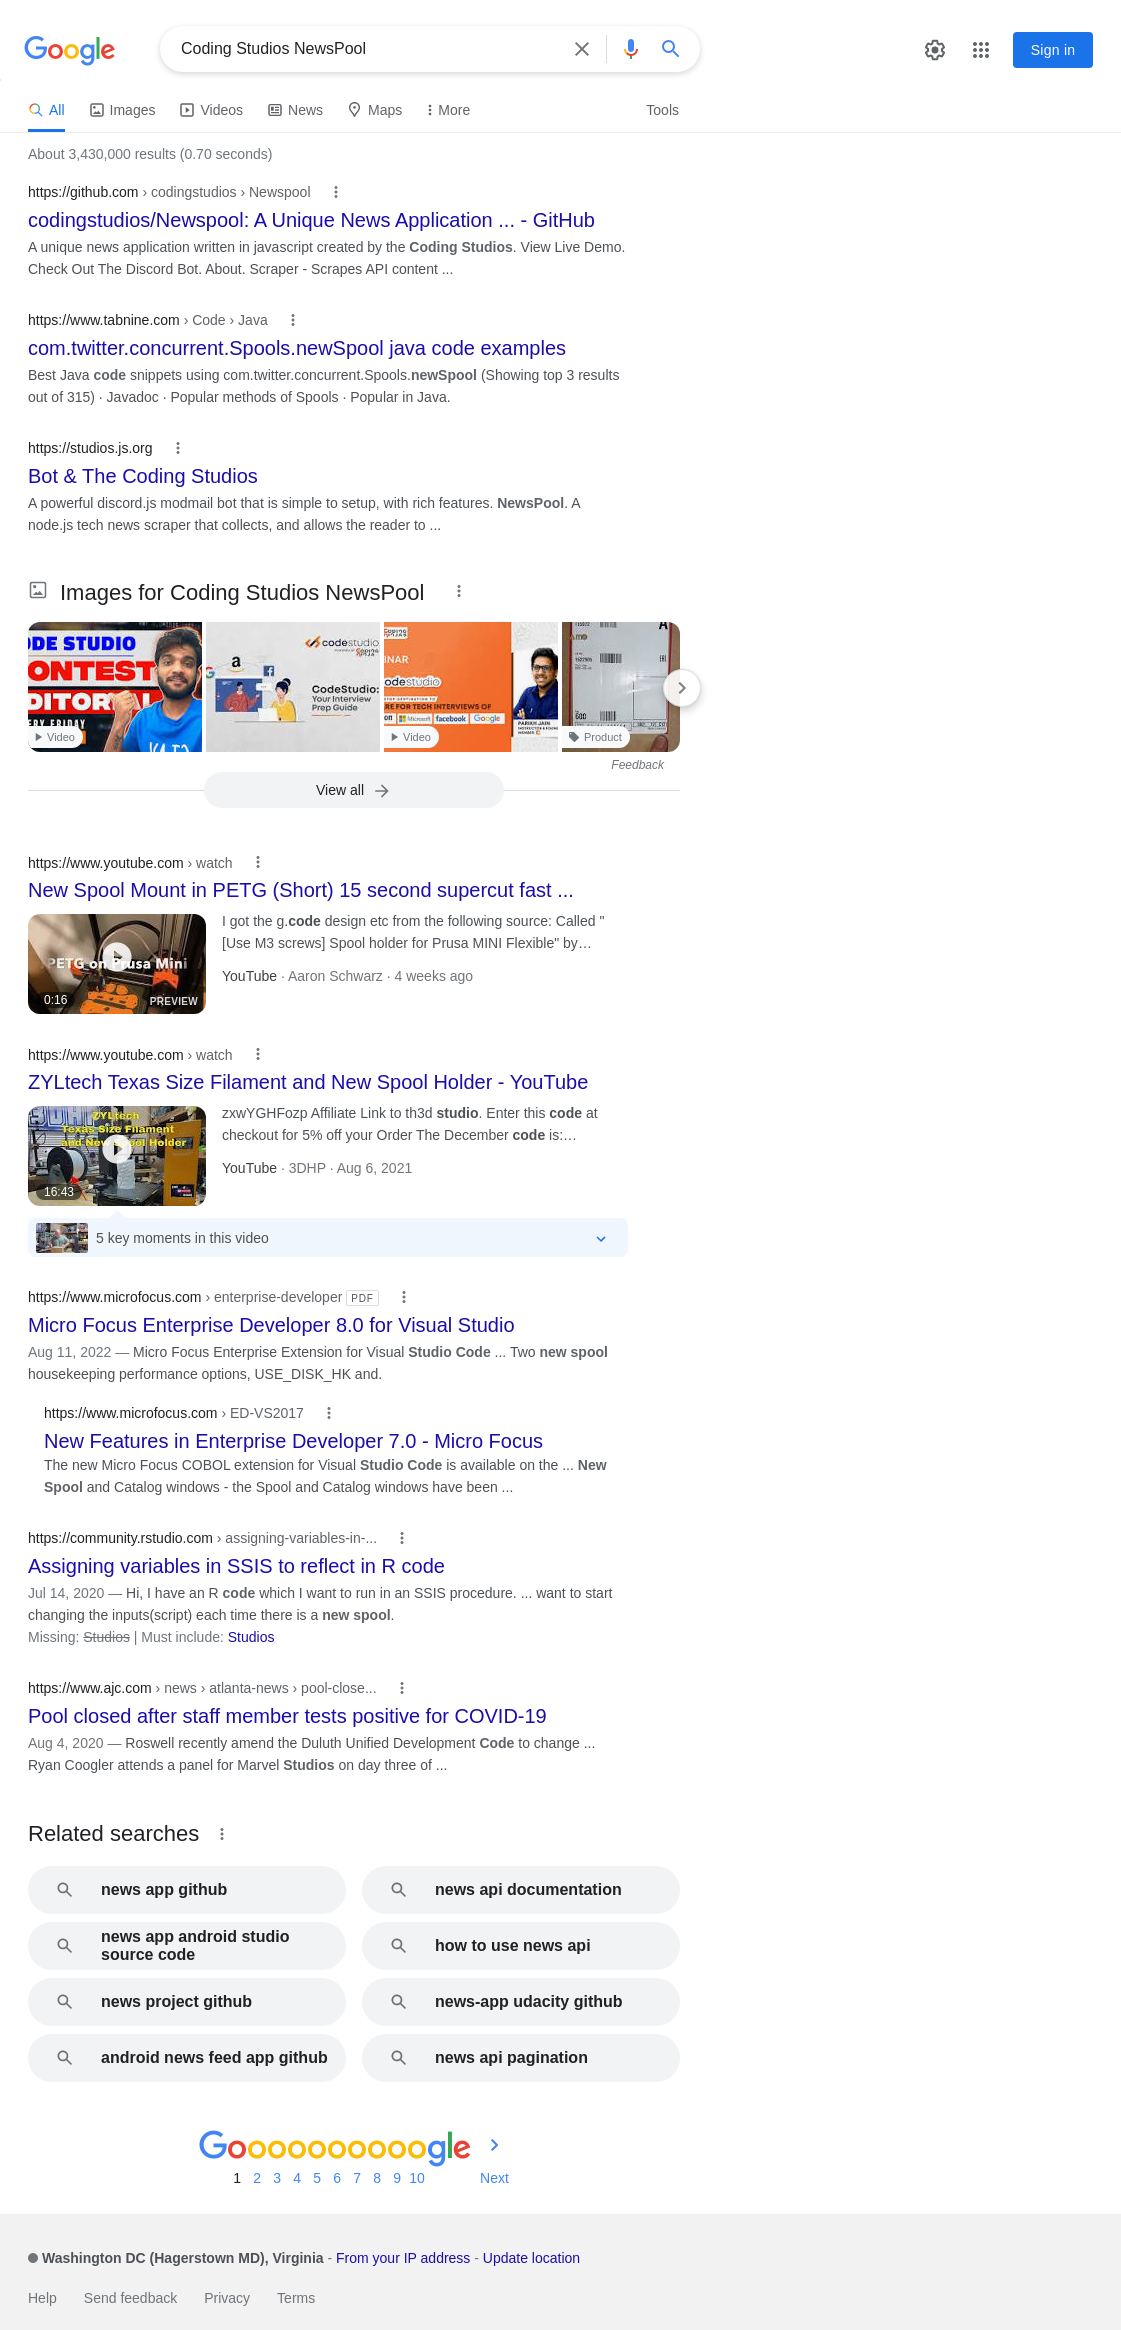 Google
Coding Studios NewsPool
Sign in
All
Images
Videos
News
Maps
More
Tools
About 3,430,000 results (0.70 seconds)
https://github.com › codingstudios › Newspool
codingstudios/Newspool: A Unique News Application ... - GitHub
A unique news application written in javascript created by the Coding Studios. View Live Demo.
Check Out The Discord Bot. About. Scraper - Scrapes API content ...
https://www.tabnine.com › Code › Java
com.twitter.concurrent.Spools.newSpool java code examples
Best Java code snippets using com.twitter.concurrent.Spools.newSpool (Showing top 3 results
out of 315) · Javadoc · Popular methods of Spools · Popular in Java.
https://studios.js.org
Bot & The Coding Studios
A powerful discord.js modmail bot that is simple to setup, with rich features. NewsPool. A
node.js tech news scraper that collects, and allows the reader to ...
Images for Coding Studios NewsPool
ODE STUDIO
ONTEST
DITORIAL
ERY FRIDAY
Video
codestudio
a
CodeStudio:
Your Interview
Prep Guide
INAR
odestudio
RE FOR TECH INTERVIEWS OF
on Microsoft facebook Google
PARIKH JAIN
Video
Product
Feedback
View all
https://www.youtube.com › watch
New Spool Mount in PETG (Short) 15 second supercut fast ...
I got the g.code design etc from the following source: Called "
[Use M3 screws] Spool holder for Prusa MINI Flexible" by…
YouTube · Aaron Schwarz · 4 weeks ago
PETG on Prusa Mini
0:16
PREVIEW
https://www.youtube.com › watch
ZYLtech Texas Size Filament and New Spool Holder - YouTube
zxwYGHFozp Affiliate Link to th3d studio. Enter this code at
checkout for 5% off your Order The December code is:…
YouTube · 3DHP · Aug 6, 2021
ZYLtech
Texas Size Filament
and New Spool Holder
16:43
5 key moments in this video
https://www.microfocus.com › enterprise-developer PDF
Micro Focus Enterprise Developer 8.0 for Visual Studio
Aug 11, 2022 — Micro Focus Enterprise Extension for Visual Studio Code ... Two new spool
housekeeping performance options, USE_DISK_HK and.
https://www.microfocus.com › ED-VS2017
New Features in Enterprise Developer 7.0 - Micro Focus
The new Micro Focus COBOL extension for Visual Studio Code is available on the ... New
Spool and Catalog windows - the Spool and Catalog windows have been ...
https://community.rstudio.com › assigning-variables-in-...
Assigning variables in SSIS to reflect in R code
Jul 14, 2020 — Hi, I have an R code which I want to run in an SSIS procedure. ... want to start
changing the inputs(script) each time there is a new spool.
Missing: Studios | Must include: Studios
https://www.ajc.com › news › atlanta-news › pool-close...
Pool closed after staff member tests positive for COVID-19
Aug 4, 2020 — Roswell recently amend the Duluth Unified Development Code to change ...
Ryan Coogler attends a panel for Marvel Studios on day three of ...
Related searches
news app github
news api documentation
news app android studio
source code
how to use news api
news project github
news-app udacity github
android news feed app github
news api pagination
Goooooooooogle
1 2 3 4 5 6 7 8 9 10 Next
Washington DC (Hagerstown MD), Virginia - From your IP address - Update location
Help
Send feedback
Privacy
Terms